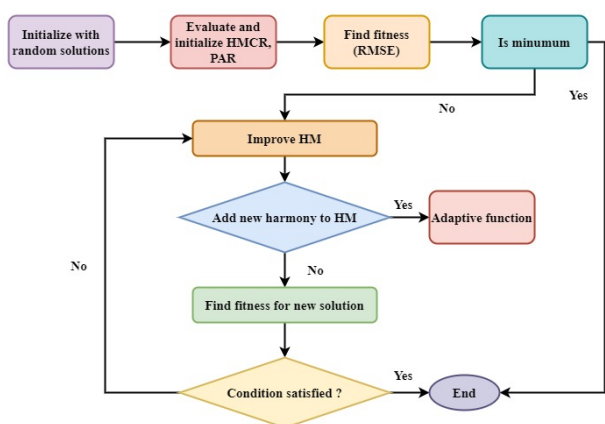 Initialize with
random solutions
Evaluate and
initialize HMCR,
PAR
Find fitness
(RMSE)
Is minumum
No
Yes
Improve HM
Add new harmony to HM
Yes
Adaptive function
No
No
Find fitness for new solution
Condition satisfied ?
Yes
End